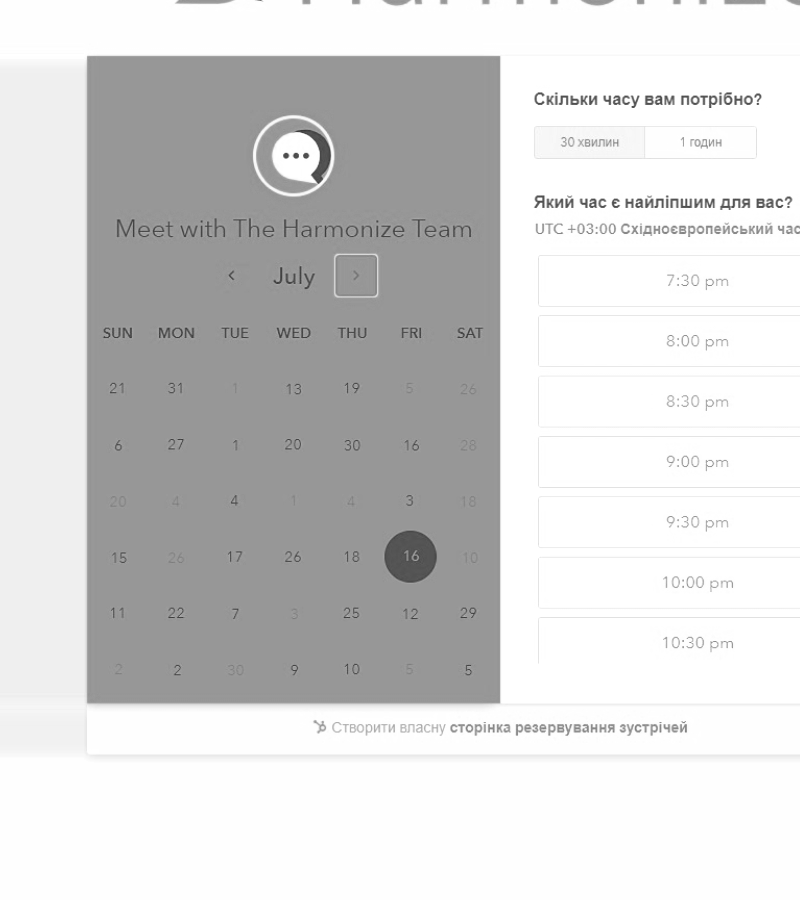 Meet with The Harmonize Team
July
SUN MON TUE WED THU FRI SAT
21 31 1 13 19 5 26
6 27 1 20 30 16 28
20 4 4 1 4 3 18
15 26 17 26 18 16 10
11 22 7 3 25 12 29
2 2 30 9 10 5 5
Скільки часу вам потрібно?
30 хвилин
1 годин
Який час є найліпшим для вас?
UTC +03:00 Східноєвропейський час
7:30 pm
8:00 pm
8:30 pm
9:00 pm
9:30 pm
10:00 pm
10:30 pm
Створити власну сторінка резервування зустрічей